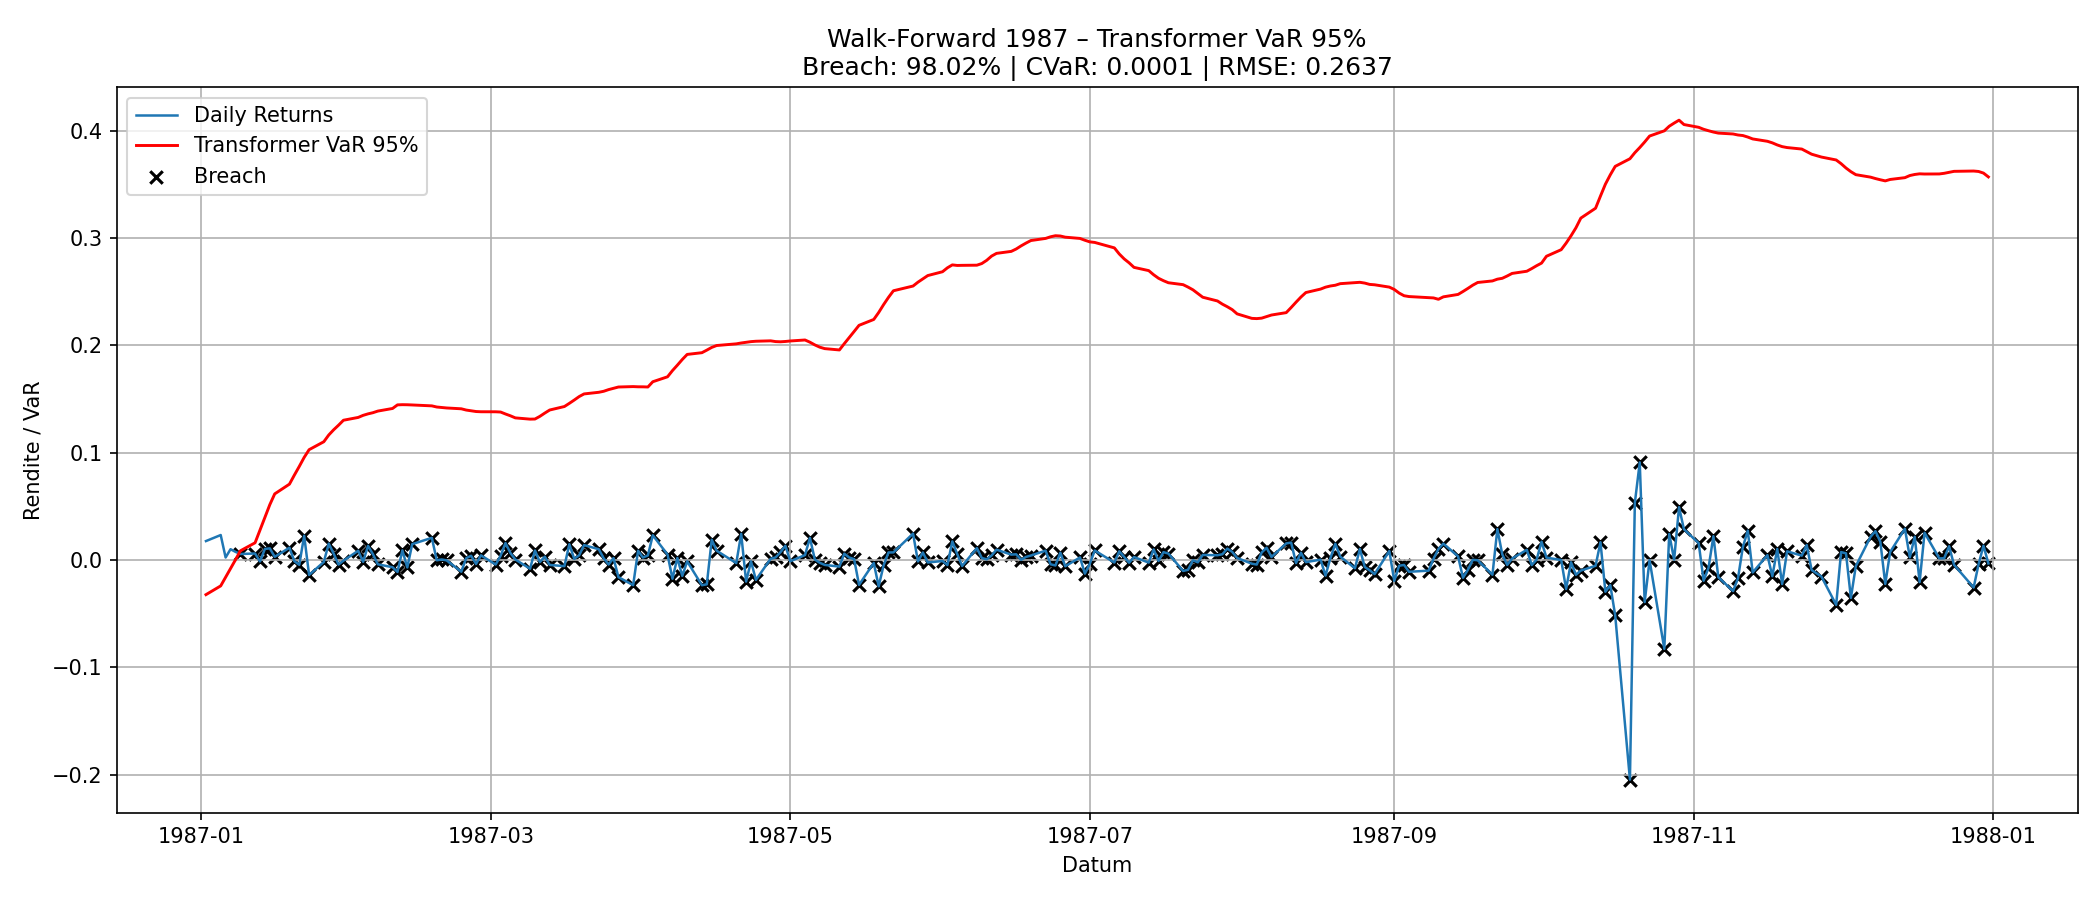 Walk-Forward 1987 – Transformer VaR 95%
Breach: 98.02% | CVaR: 0.0001 | RMSE: 0.2637
Daily Returns
Transformer VaR 95%
Breach
Rendite / VaR
0.4
0.3
0.2
0.1
0.0
−0.1
−0.2
1987-01 1987-03 1987-05 1987-07 1987-09 1987-11 1988-01
Datum